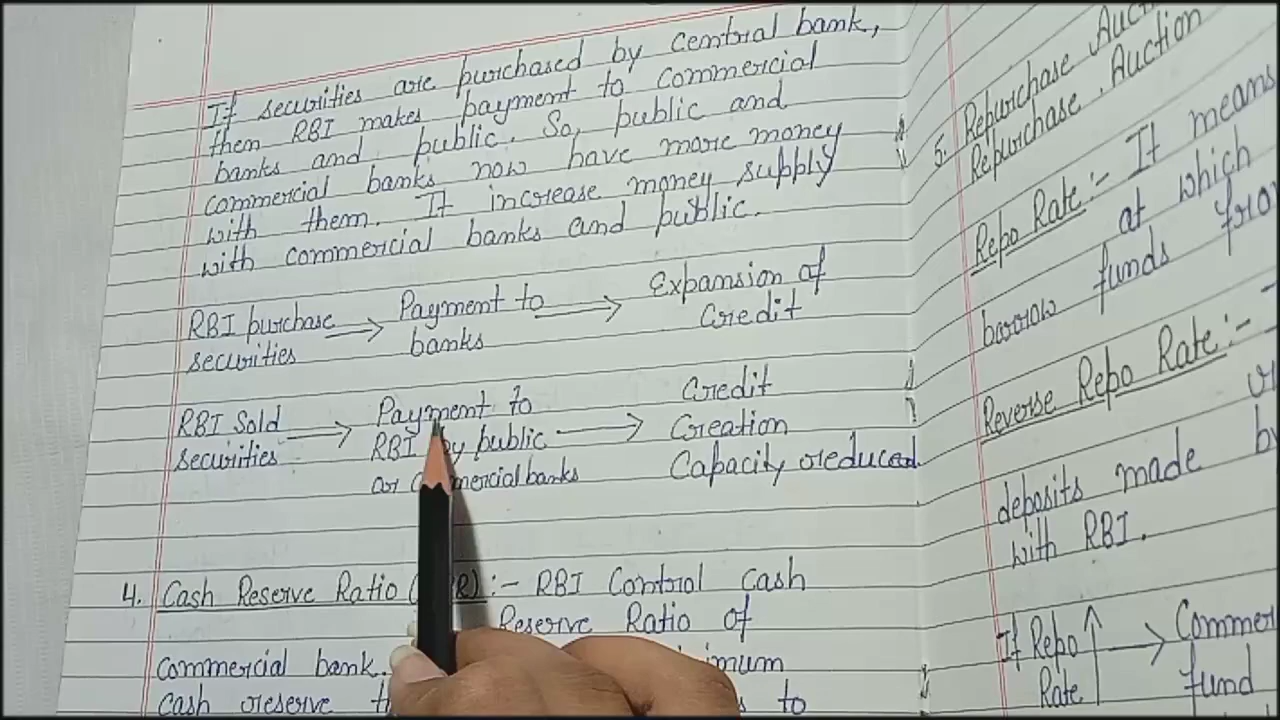 If securities are purchased by central bank,
then RBI makes payment to commercial
banks and public. So, public and
commercial banks now have more money
with them. It increase money supply
with commercial banks and public.
RBI purchase → Payment to → Expansion of
securities banks Credit
RBI Sold → Payment to → Credit
securities RBI by public Creation
or commercial banks Capacity reduced.
4. Cash Reserve Ratio :- RBI Control cash
Reserve Ratio of
commercial bank.
cash reserve to
5. Repurchase Auction
Repurchase Auction
Repo Rate :- It means
at which
borrow funds from
Reverse Repo Rate :-
deposits made by
with RBI.
If Repo ↑ →
Rate fund